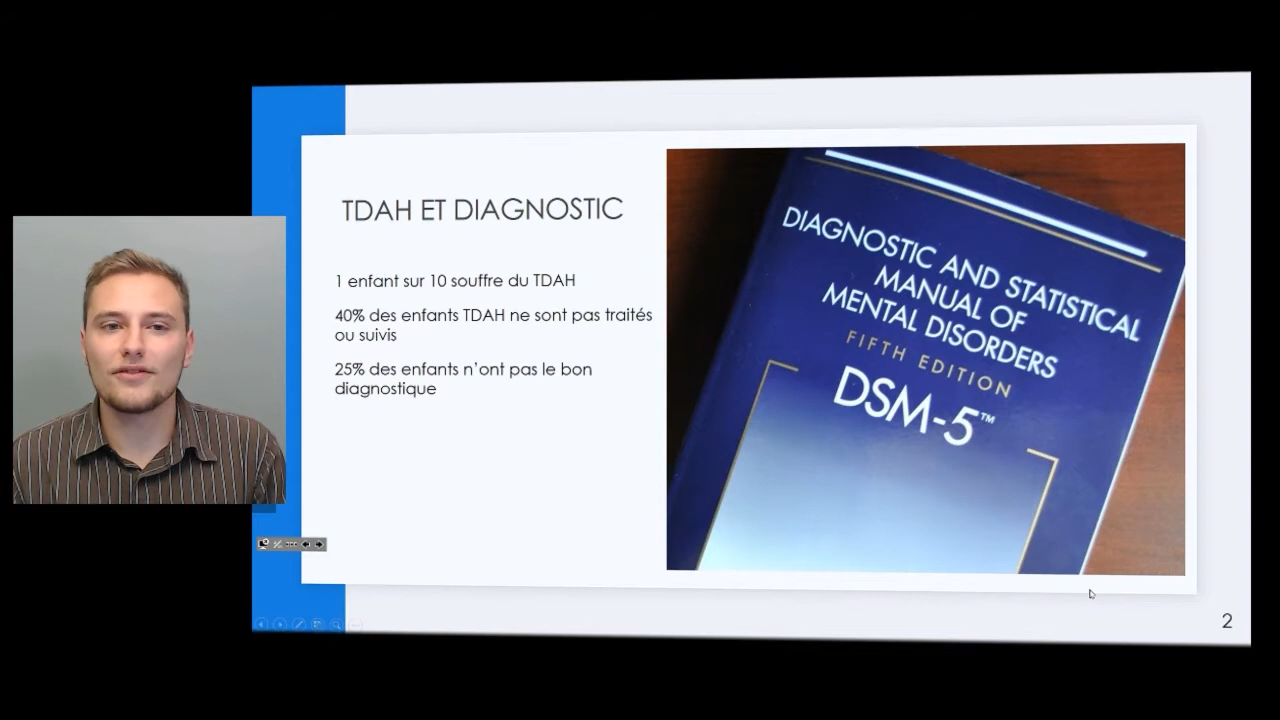 TDAH ET DIAGNOSTIC
1 enfant sur 10 souffre du TDAH
40% des enfants TDAH ne sont pas traités
ou suivis
25% des enfants n’ont pas le bon
diagnostique
DIAGNOSTIC AND STATISTICAL
MANUAL OF
MENTAL DISORDERS
FIFTH EDITION
DSM-5™
2